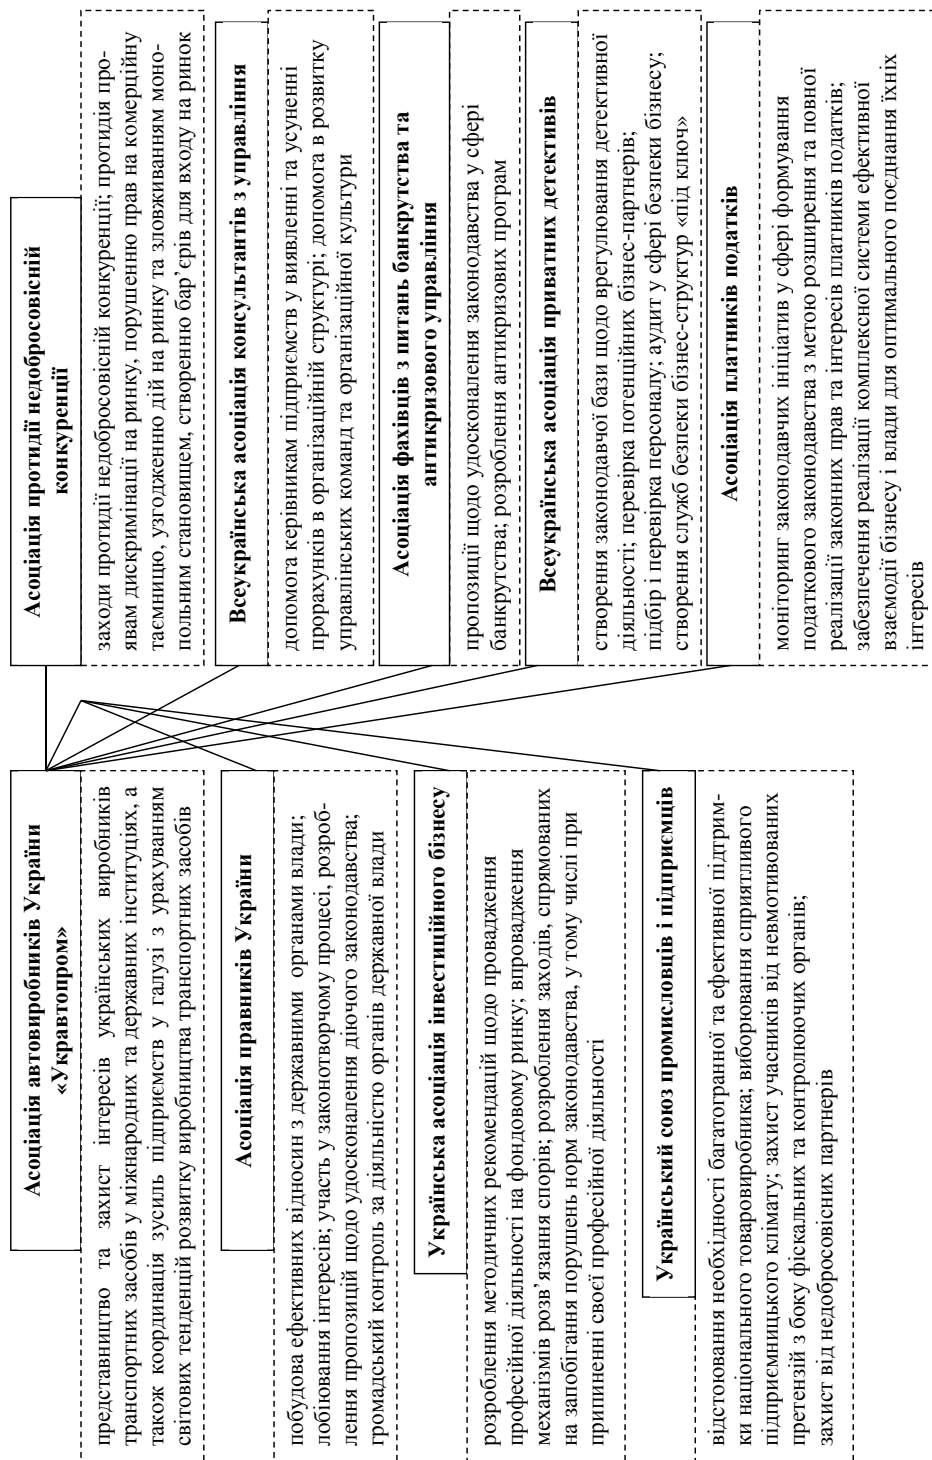 Асоціація автовиробників України
«Укравтопром»
представництво та захист інтересів українських виробників
транспортних засобів у міжнародних та державних інституціях, а
також координація зусиль підприємств у галузі з урахуванням
світових тенденцій розвитку виробництва транспортних засобів
Асоціація правників України
побудова ефективних відносин з державними органами влади;
лобіювання інтересів; участь у законотворчому процесі, розроб-
лення пропозицій щодо удосконалення діючого законодавства;
громадський контроль за діяльністю органів державної влади
Українська асоціація інвестиційного бізнесу
розроблення методичних рекомендацій щодо провадження
професійної діяльності на фондовому ринку; впровадження
механізмів розв’язання спорів; розроблення заходів, спрямованих
на запобігання порушень норм законодавства, у тому числі при
припиненні своєї професійної діяльності
Український союз промисловців і підприємців
відстоювання необхідності багатогранної та ефективної підтрим-
ки національного товаровиробника; виборювання сприятливого
підприємницького клімату; захист учасників від невмотивованих
претензій з боку фіскальних та контролюючих органів;
захист від недобросовісних партнерів
Асоціація протидії недобросовісній
конкуренції
заходи протидії недобросовісній конкуренції; протидія про-
явам дискримінації на ринку, порушенню прав на комерційну
таємницю, узгодженню дій на ринку та зловживанням моно-
польним становищем, створенню бар’єрів для входу на ринок
Всеукраїнська асоціація консультантів з управління
допомога керівникам підприємств у виявленні та усуненні
прорахунків в організаційній структурі; допомога в розвитку
управлінських команд та організаційної культури
Асоціація фахівців з питань банкрутства та
антикризового управління
пропозиції щодо удосконалення законодавства у сфері
банкрутства; розроблення антикризових програм
Всеукраїнська асоціація приватних детективів
створення законодавчої бази щодо врегулювання детективної
діяльності; перевірка потенційних бізнес-партнерів;
підбір і перевірка персоналу; аудит у сфері безпеки бізнесу;
створення служб безпеки бізнес-структур «під ключ»
Асоціація платників податків
моніторинг законодавчих ініціатив у сфері формування
податкового законодавства з метою розширення та повної
реалізації законних прав та інтересів платників податків;
забезпечення реалізації комплексної системи ефективної
взаємодії бізнесу і влади для оптимального поєднання їхніх
інтересів